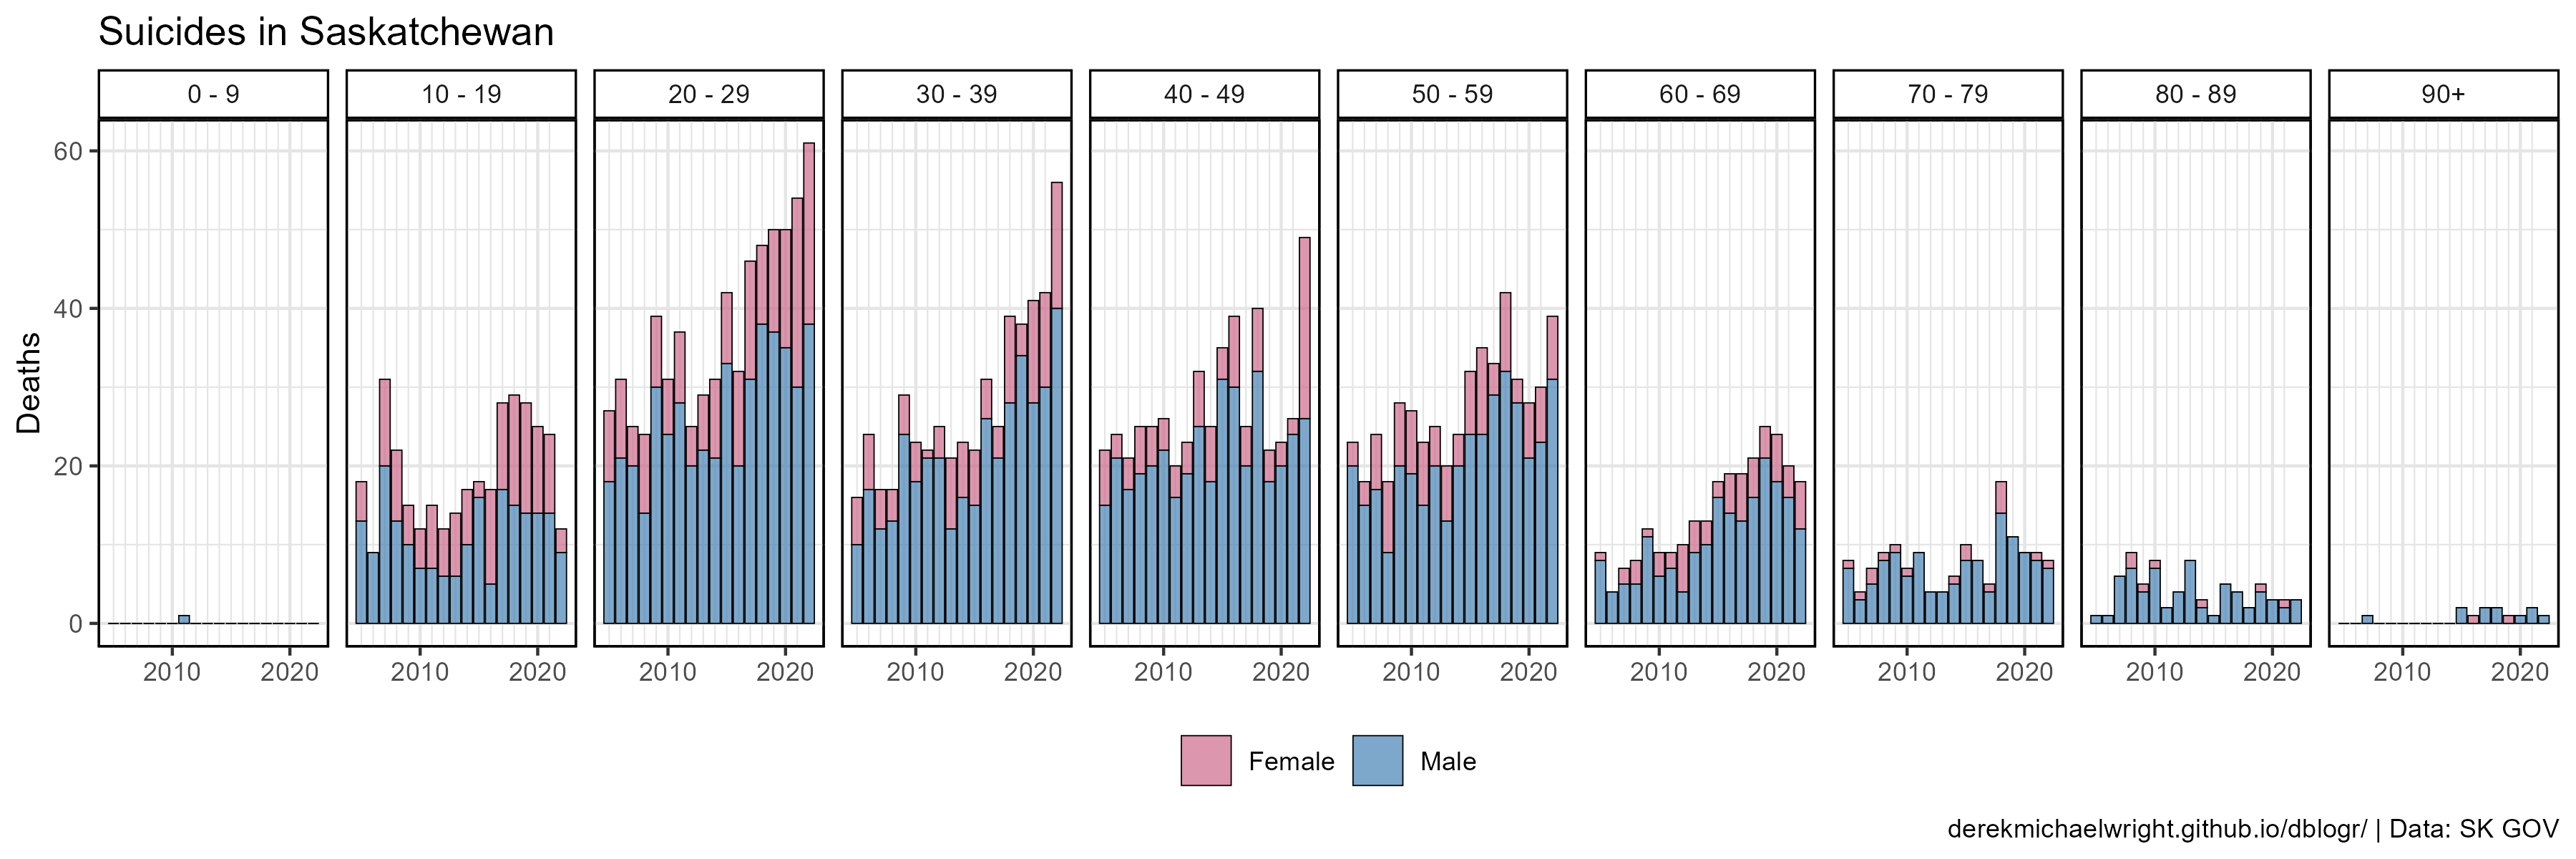 Suicides in Saskatchewan
0 - 9 10 - 19 20 - 29 30 - 39 40 - 49 50 - 59 60 - 69 70 - 79 80 - 89 90+
Deaths
60
40
20
0
2010 2020 2010 2020 2010 2020 2010 2020 2010 2020 2010 2020 2010 2020 2010 2020 2010 2020 2010 2020
Female Male
derekmichaelwright.github.io/dblogr/ | Data: SK GOV